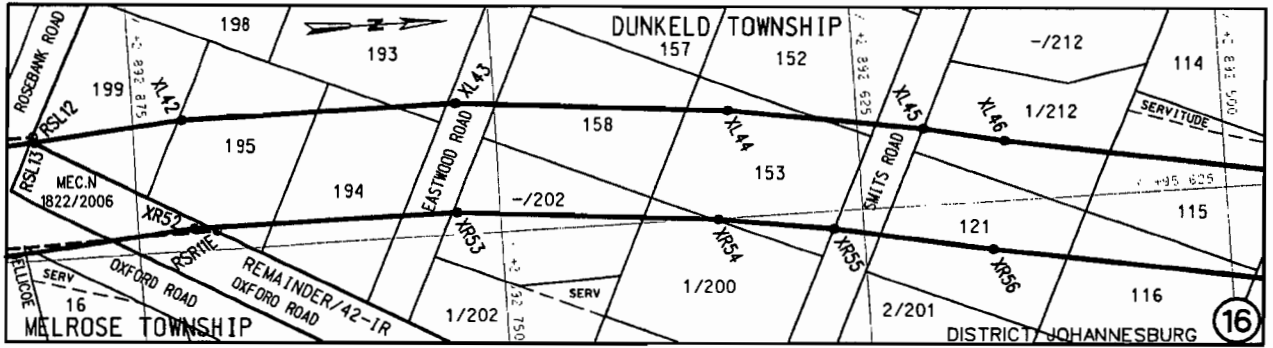 198
193
N
DUNKELD TOWNSHIP
157
152
-/212
114
ROSEBANK ROAD
RSL12
199
XL42
XL43
XL44
XL45
XL46
1/212
SERVITUDE
195
158
153
SMITS ROAD
RSL13
MEC.N
1822/2006
194
EASTWOOD ROAD
-/202
XR52
RSR11E
XR53
XR54
XR55
121
XR56
115
ELLICOE
SERV
16
OXFORD ROAD
REMAINDER/42-IR
OXFORD ROAD
1/202
SERV
1/200
2/201
116
MELROSE TOWNSHIP
DISTRICT JOHANNESBURG
16